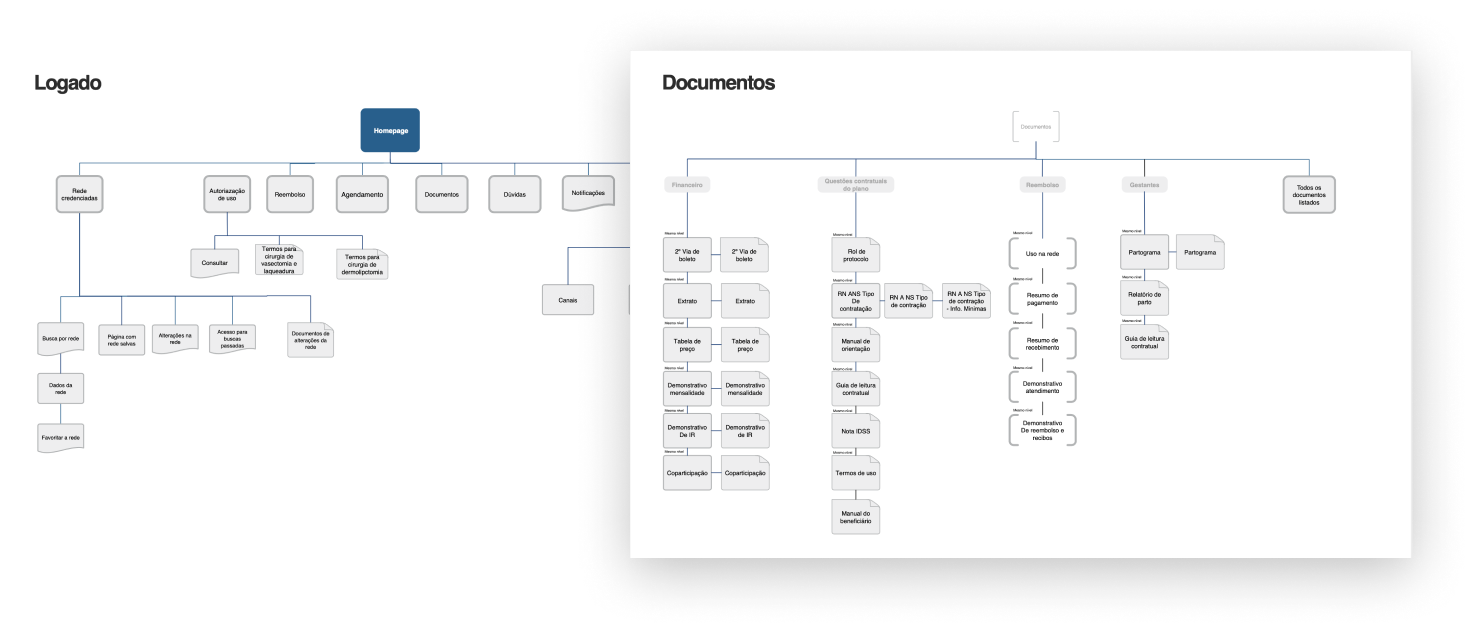 Logado
Homepage
Rede
credenciadas
Autoriazação
de uso
Reembolso
Agendamento
Documentos
Dúvidas
Notificações
Consultar
Termos para
cirurgia de
vasectomia e
laqueadura
Termos para
cirurgia de
dermolipctomia
Canais
Busca por rede
Página com
rede salvas
Alterações na
rede
Acesso para
buscas
passadas
Documentos da
alterações da
rede
Dados da
rede
Favoritar a rede
Documentos
Documentos
Financeiro
Questões contratuais
do plano
Reembolso
Gestantes
Todos os
documentos
listados
Mesmo nível
2ª Via de
boleto
2ª Via de
boleto
Mesmo nível
Extrato
Extrato
Mesmo nível
Tabela de
preço
Tabela de
preço
Mesmo nível
Demonstrativo
mensalidade
Demonstrativo
mensalidade
Mesmo nível
Demonstrativo
De IR
Demonstrativo
de IR
Mesmo nível
Coparticipação
Coparticipação
Mesmo nível
Rol de
protocolo
Mesmo nível
RN ANS Tipo
De
contratalção
RN A NS Tipo
de contração
RN A NS Tipo
de contração
- Info. Mínimas
Mesmo nível
Manual de
orientação
Mesmo nível
Guia de leitura
contratual
Mesmo nível
Nota IDSS
Mesmo nível
Termos de uso
Manual do
beneficiário
Mesmo nível
Uso na rede
Mesmo nível
Resumo de
pagamento
Mesmo nível
Resumo de
recebimento
Mesmo nível
Demonstrativo
atendimento
Mesmo nível
Demonstrativo
De reembolso e
recibos
Mesmo nível
Partograma
Partograma
Mesmo nível
Relatório de
parto
Mesmo nível
Guia de leitura
contratual